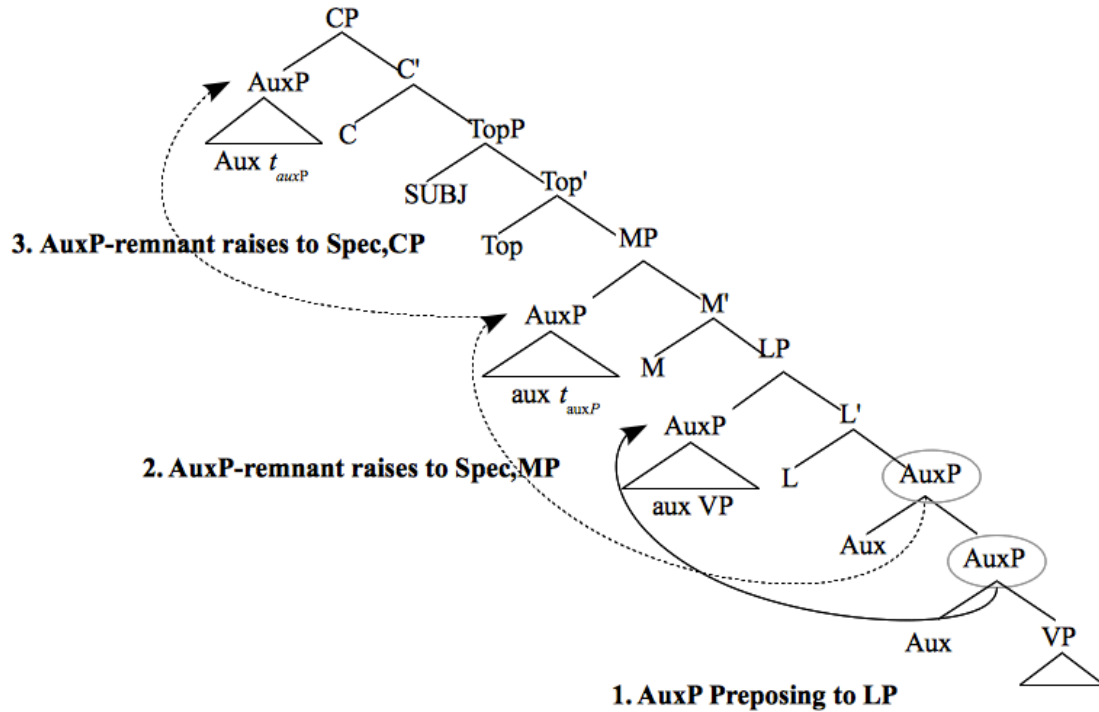 CP
AuxP C'
Aux t auxP C TopP
SUBJ Top'
3. AuxP-remnant raises to Spec,CP Top MP
AuxP M'
aux t auxP M LP
AuxP L'
2. AuxP-remnant raises to Spec,MP
aux VP L AuxP
Aux AuxP
Aux VP
1. AuxP Preposing to LP